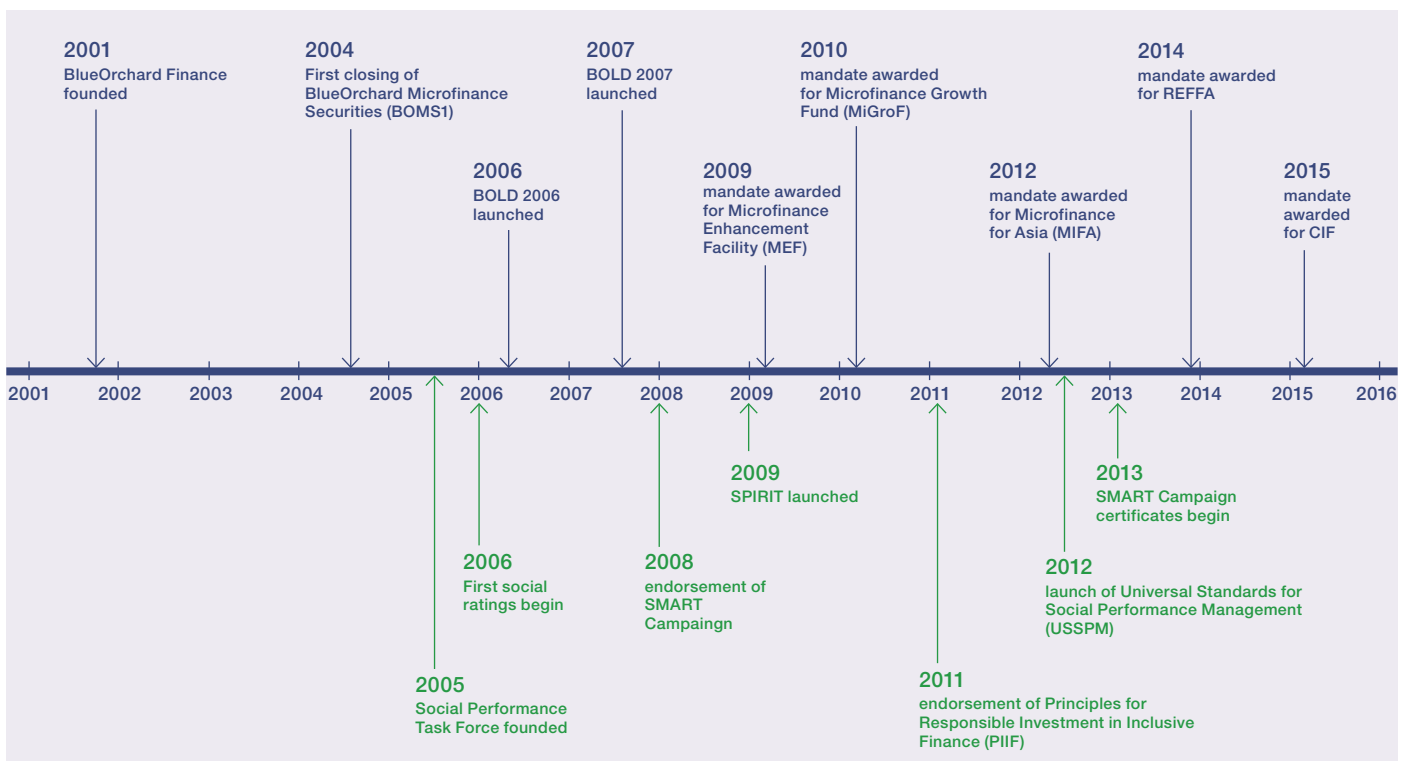 2001
BlueOrchard Finance
founded
2004
First closing of
BlueOrchard Microfinance
Securities (BOMS1)
2006
BOLD 2006
launched
2007
BOLD 2007
launched
2009
mandate awarded
for Microfinance
Enhancement
Facility (MEF)
2010
mandate awarded
for Microfinance Growth
Fund (MiGroF)
2012
mandate awarded
for Microfinance
for Asia (MIFA)
2014
mandate awarded
for REFFA
2015
mandate
awarded
for CIF
2001 2002 2003 2004 2005 2006 2007 2008 2009 2010 2011 2012 2013 2014 2015 2016
2005
Social Performance
Task Force founded
2006
First social
ratings begin
2008
endorsement of
SMART
Campaingn
2009
SPIRIT launched
2011
endorsement of Principles for
Responsible Investment in Inclusive
Finance (PIIF)
2012
launch of Universal Standards for
Social Performance Management
(USSPM)
2013
SMART Campaign
certificates begin